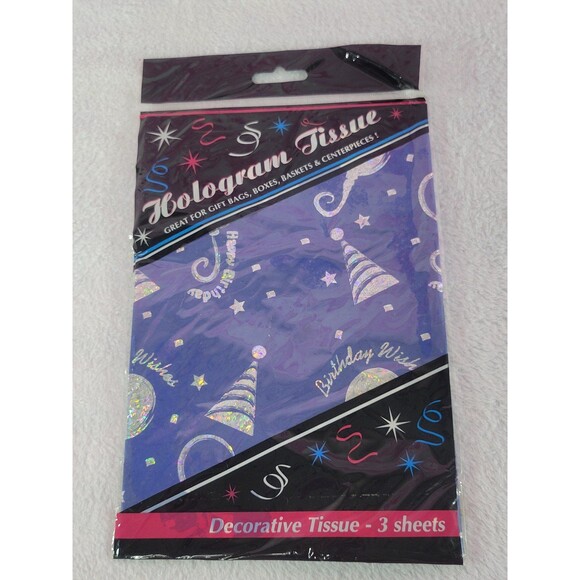 Hologram Tissue
GREAT FOR GIFT BAGS, BOXES, BASKETS & CENTERPIECES !
Happy Birthday
Wishes
Birthday Wish
Decorative Tissue - 3 sheets